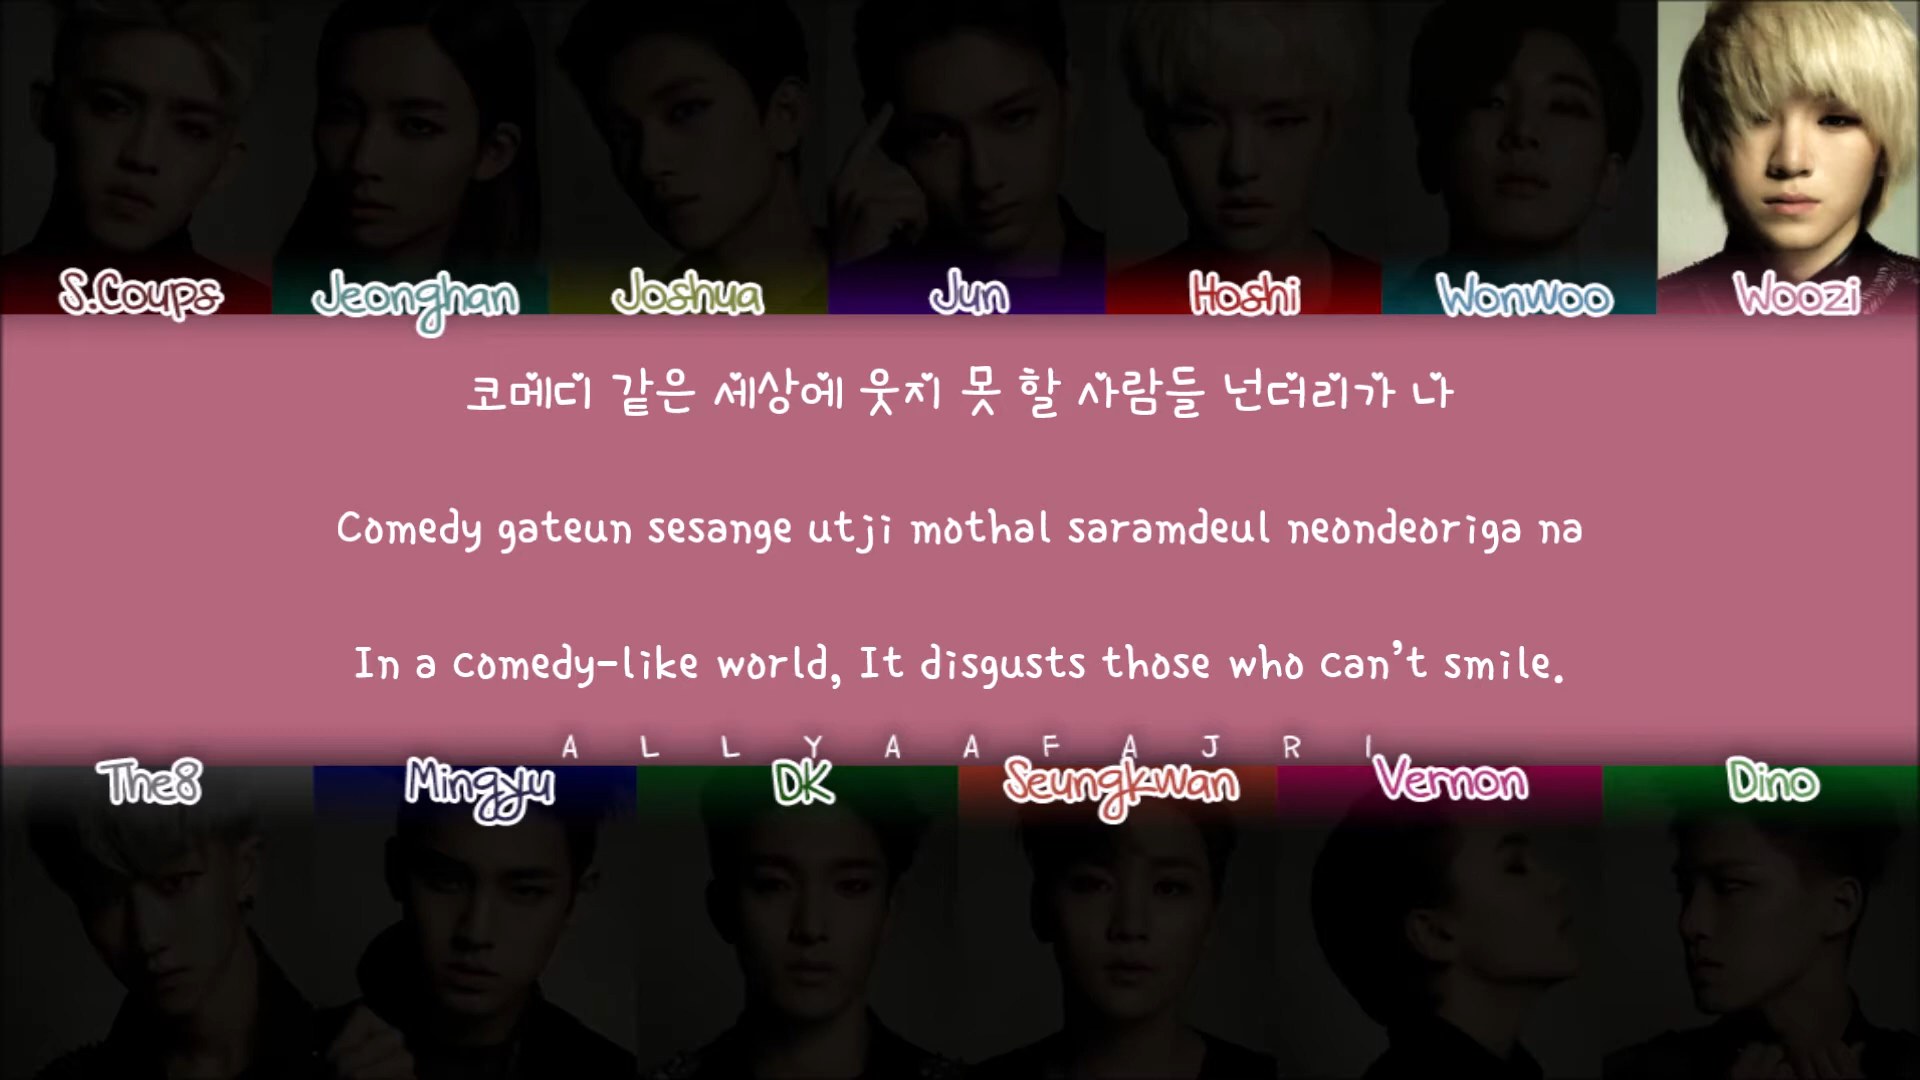 S.Coups Jeonghan Joshua Jun Hoshi Wonwoo Woozi
코메디 같은 세상에 웃지 못 할 사람들 넌더리가 나
Comedy gateun sesange utji mothal saramdeul neondeoriga na
In a comedy-like world, It disgusts those who can't smile.
A L L Y A A F A J R I
The8 Mingyu DK Seungkwan Vernon Dino